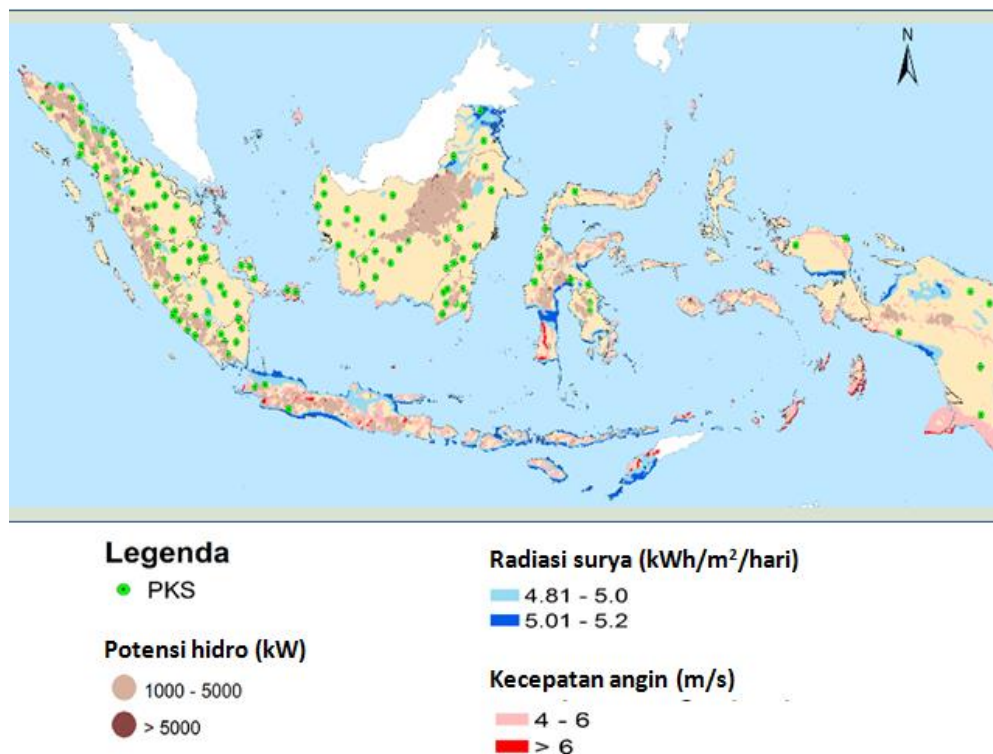 N
Legenda
PKS
Potensi hidro (kW)
1000 - 5000
> 5000
Radiasi surya (kWh/m²/hari)
4.81 - 5.0
5.01 - 5.2
Kecepatan angin (m/s)
4 - 6
> 6